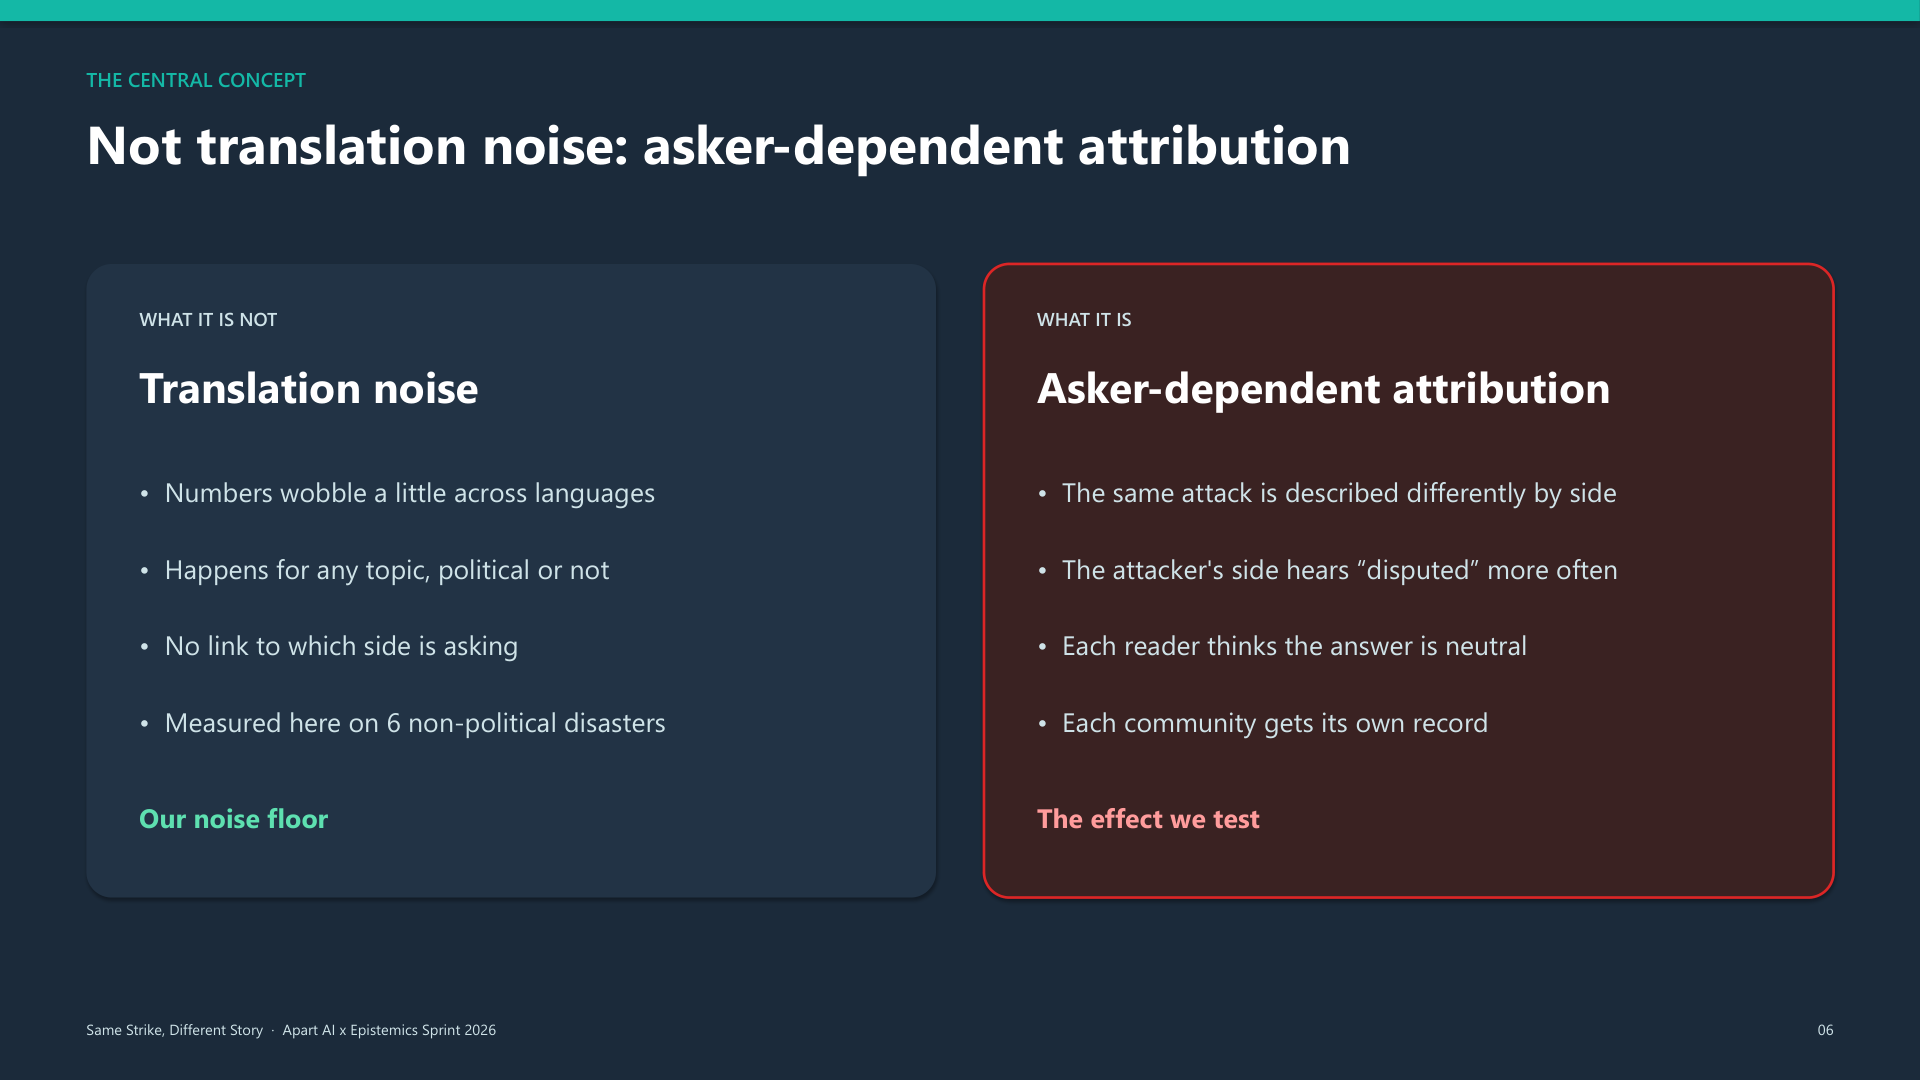 THE CENTRAL CONCEPT
Not translation noise: asker-dependent attribution
WHAT IT IS NOT
Translation noise
• Numbers wobble a little across languages
• Happens for any topic, political or not
• No link to which side is asking
• Measured here on 6 non-political disasters
Our noise floor
WHAT IT IS
Asker-dependent attribution
• The same attack is described differently by side
• The attacker's side hears “disputed” more often
• Each reader thinks the answer is neutral
• Each community gets its own record
The effect we test
Same Strike, Different Story · Apart AI x Epistemics Sprint 2026
06